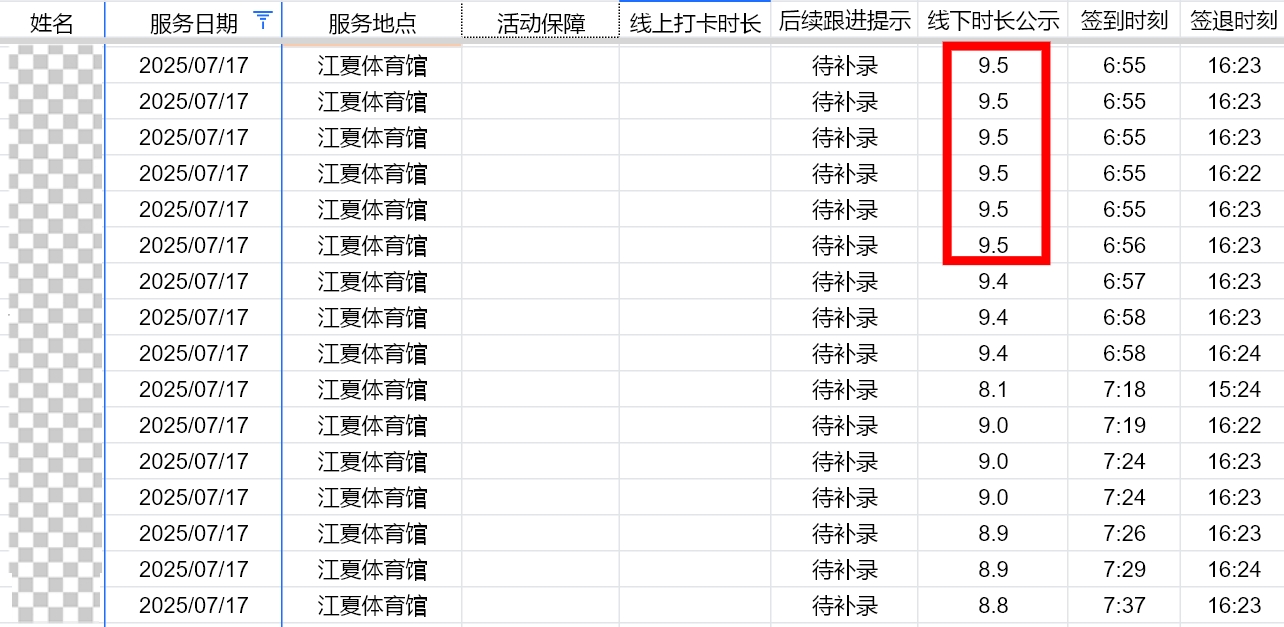 姓名 服务日期 服务地点 活动保障 线上打卡时长 后续跟进提示 线下时长公示 签到时刻 签退时刻
2025/07/17 江夏体育馆 待补录 9.5 6:55 16:23
2025/07/17 江夏体育馆 待补录 9.5 6:55 16:23
2025/07/17 江夏体育馆 待补录 9.5 6:55 16:23
2025/07/17 江夏体育馆 待补录 9.5 6:55 16:22
2025/07/17 江夏体育馆 待补录 9.5 6:55 16:23
2025/07/17 江夏体育馆 待补录 9.5 6:56 16:23
2025/07/17 江夏体育馆 待补录 9.4 6:57 16:23
2025/07/17 江夏体育馆 待补录 9.4 6:58 16:23
2025/07/17 江夏体育馆 待补录 9.4 6:58 16:24
2025/07/17 江夏体育馆 待补录 8.1 7:18 15:24
2025/07/17 江夏体育馆 待补录 9.0 7:19 16:22
2025/07/17 江夏体育馆 待补录 9.0 7:24 16:23
2025/07/17 江夏体育馆 待补录 9.0 7:24 16:23
2025/07/17 江夏体育馆 待补录 8.9 7:26 16:23
2025/07/17 江夏体育馆 待补录 8.9 7:29 16:24
2025/07/17 江夏体育馆 待补录 8.8 7:37 16:23